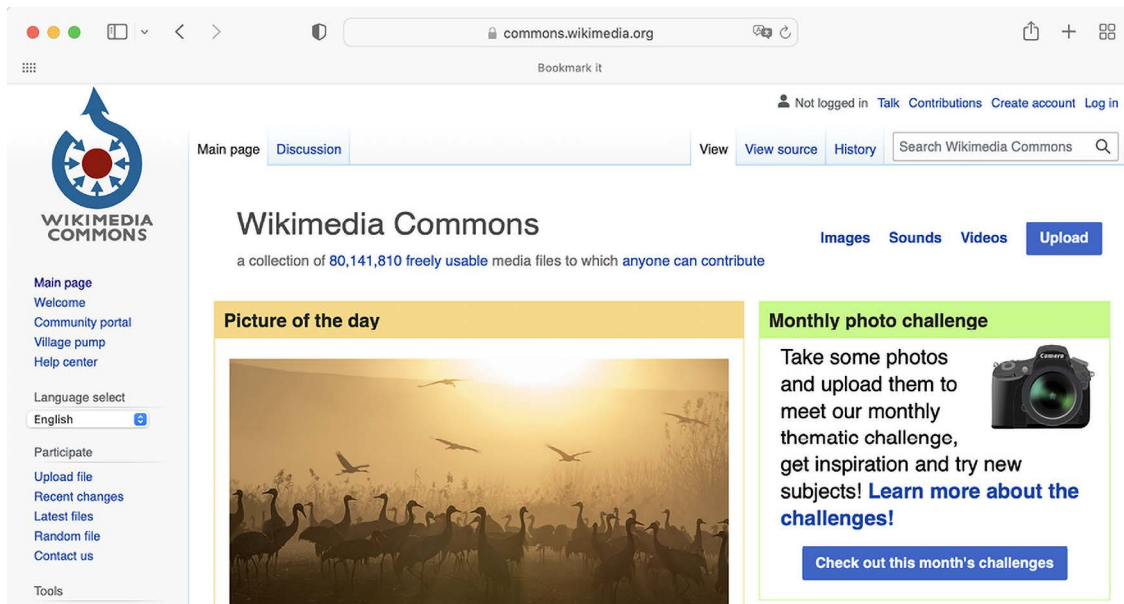 commons.wikimedia.org
Bookmark it
Not logged in Talk Contributions Create account Log in
Main page Discussion View View source History Search Wikimedia Commons
WIKIMEDIA
COMMONS
Wikimedia Commons
Images Sounds Videos Upload
a collection of 80,141,810 freely usable media files to which anyone can contribute
Main page
Welcome
Community portal
Village pump
Help center
Language select
English
Participate
Upload file
Recent changes
Latest files
Random file
Contact us
Tools
Picture of the day
Monthly photo challenge
Take some photos
and upload them to
meet our monthly
thematic challenge,
get inspiration and try new
subjects! Learn more about the
challenges!
Camera
Check out this month's challenges